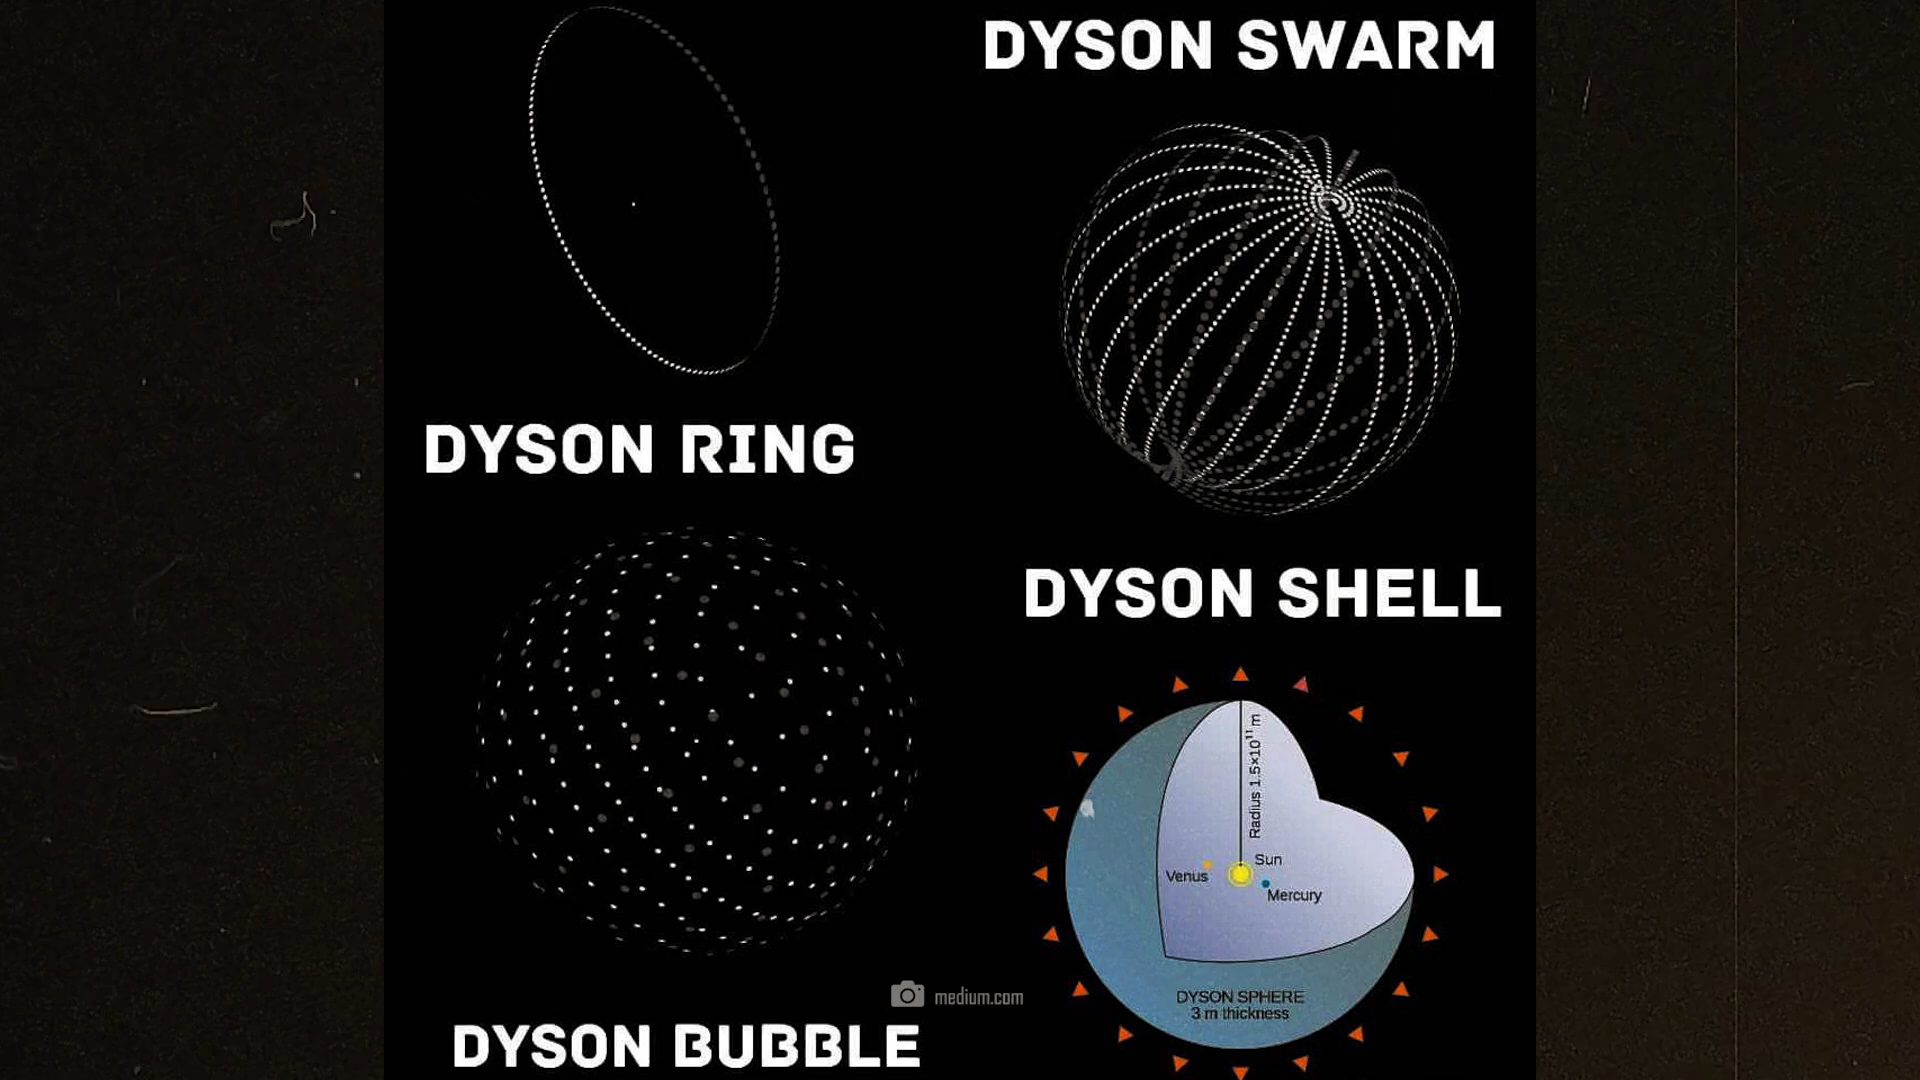 DYSON SWARM
DYSON RING
DYSON SHELL
Radius 1.5×10¹¹ m
Sun
Venus
Mercury
DYSON SPHERE
3 m thickness
medium.com
DYSON BUBBLE